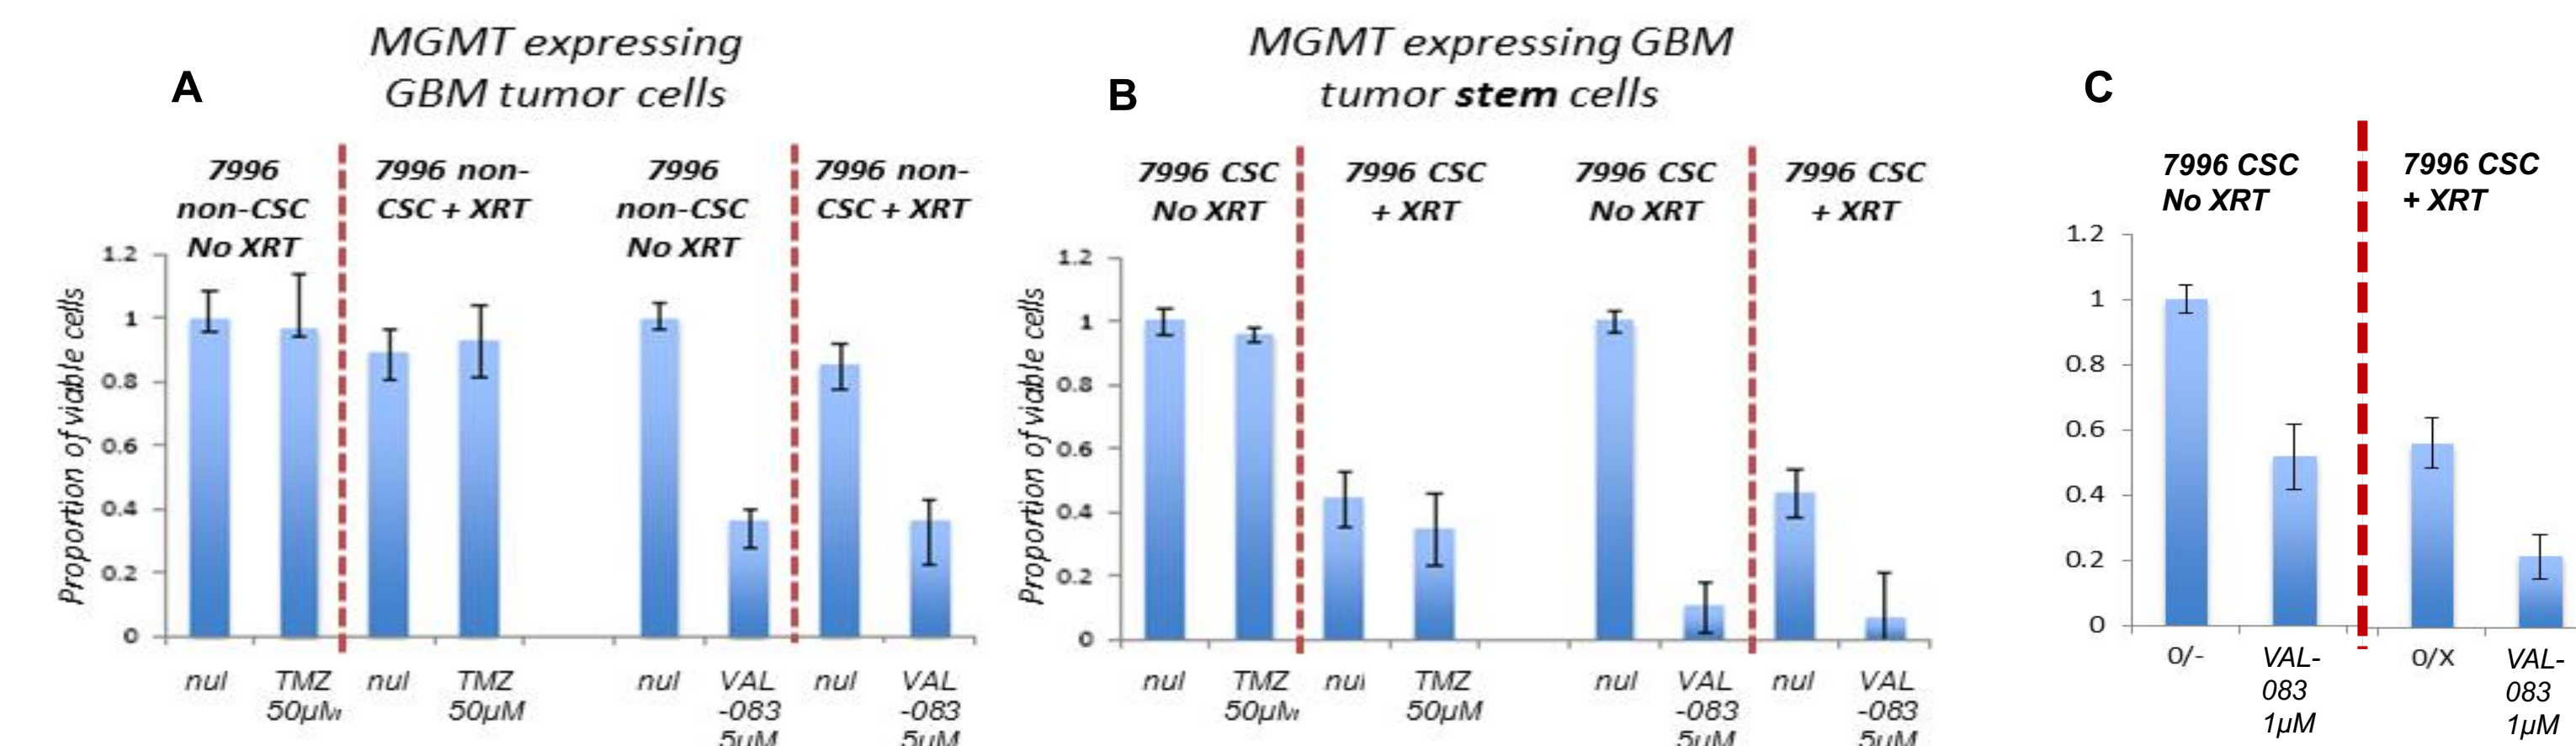 MGMT expressing
GBM tumor cells
A
7996
non-CSC
No XRT
7996 non-
CSC + XRT
7996
non-CSC
No XRT
7996 non-
CSC + XRT
Proportion of viable cells
1.2
1
0.8
0.6
0.4
0.2
0
nul
TMZ
50µM
nul
TMZ
50µM
nul
VAL
-083
5µM
nul
VAL
-083
5µM
MGMT expressing GBM
tumor stem cells
B
7996 CSC
No XRT
7996 CSC
+ XRT
7996 CSC
No XRT
7996 CSC
+ XRT
Proportion of viable cells
1.2
1
0.8
0.6
0.4
0.2
0
nul
TMZ
50µM
nul
TMZ
50µM
nul
VAL
-083
5µM
nul
VAL
-083
5µM
C
7996 CSC
No XRT
7996 CSC
+ XRT
1.2
1
0.8
0.6
0.4
0.2
0
0/-
VAL-
083
1µM
0/X
VAL-
083
1µM